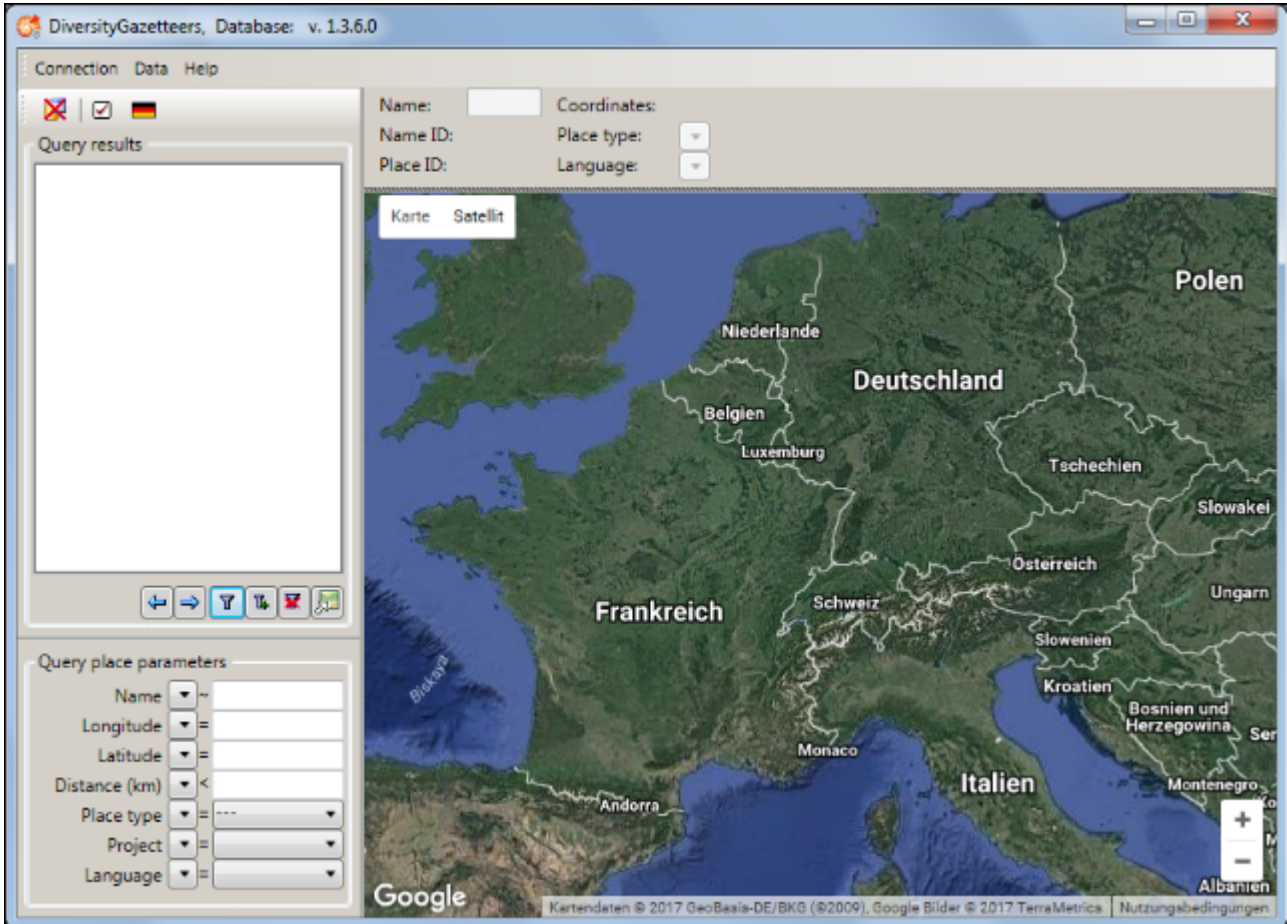 DiversityGazetteers, Database: v. 1.3.6.0
Connection Data Help
Query results
Name: Coordinates:
Name ID: Place type:
Place ID: Language:
Karte Satellit
Polen
Niederlande
Deutschland
Belgien
Luxemburg
Tschechien
Slowakei
Österreich
Ungarn
Schweiz
Frankreich
Slowenien
Biskaya
Kroatien
Bosnien und
Herzegowina
Ser
Monaco
Italien
Montenegro
Andorra
Albanien
Query place parameters
Name ~
Longitude =
Latitude =
Distance (km) <
Place type = ---
Project =
Language =
+
−
Google
Kartendaten © 2017 GeoBasis-DE/BKG (©2009), Google Bilder © 2017 TerraMetrics Nutzungsbedingungen